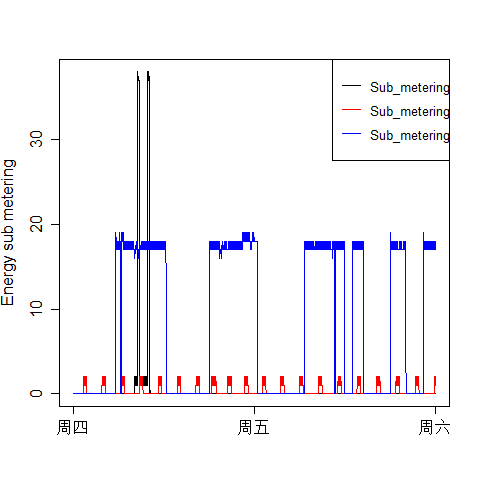 Energy sub metering
30
20
10
0
周四
周五
周六
Sub_metering
Sub_metering
Sub_metering